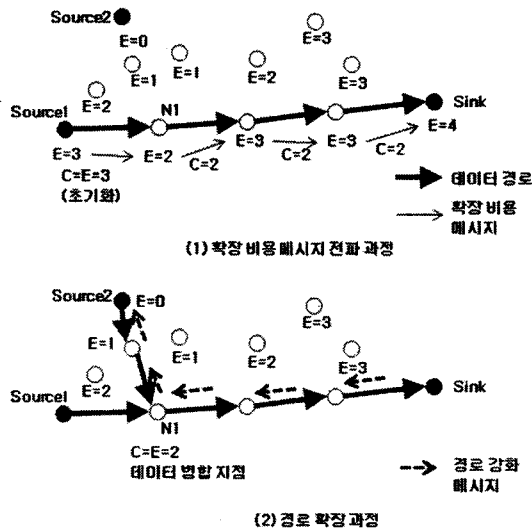 Source2
E=0
E=3
E=1
E=1
E=2
E=3
E=2
Source1
N1
Sink
E=3
E=2
E=3
E=3
E=4
C=E=3
C=2
C=2
C=2
(초기화)
데이터 경로
확장 비용
메시지
(1) 확장 비용 메시지 전파 과정
Source2
E=0
E=3
E=1
E=1
E=2
E=3
E=2
Source1
Sink
N1
C=E=2
데이터 병합 지점
경로 강화
메시지
(2) 경로 확장 과정